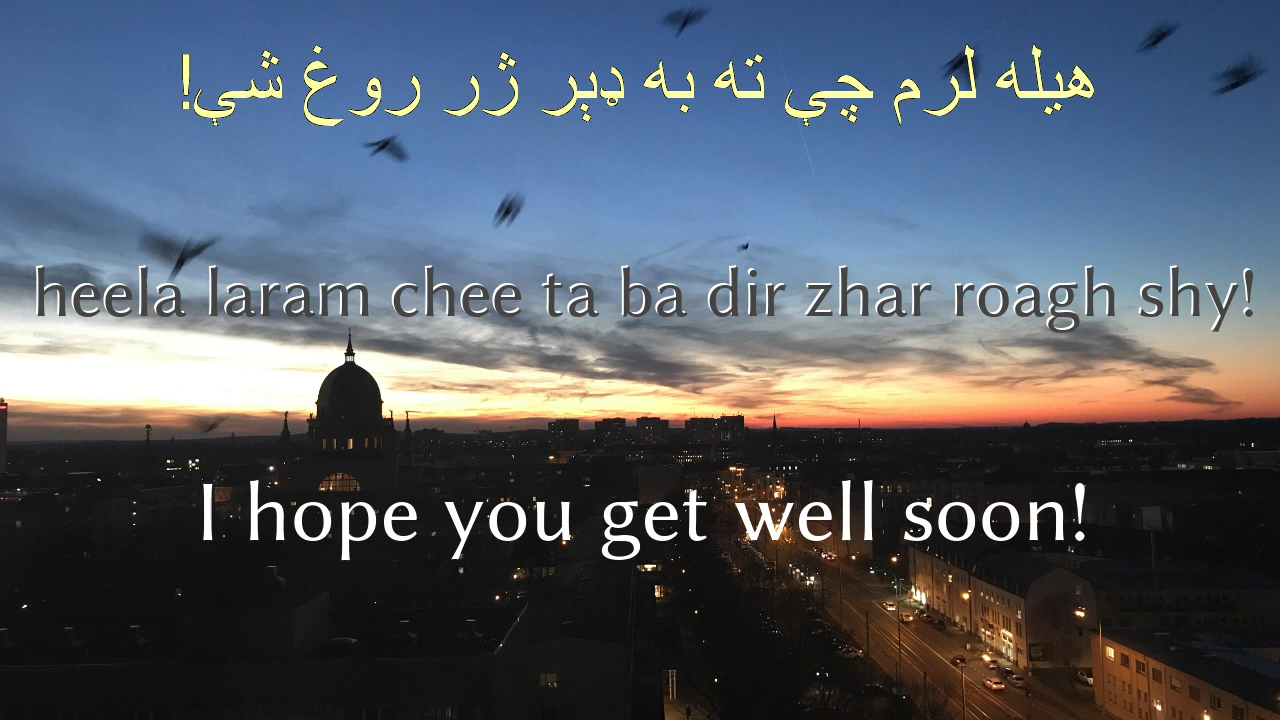 هيله لرم چې ته به ډېر ژر روغ شې!
heela laram chee ta ba dir zhar roagh shy!
I hope you get well soon!